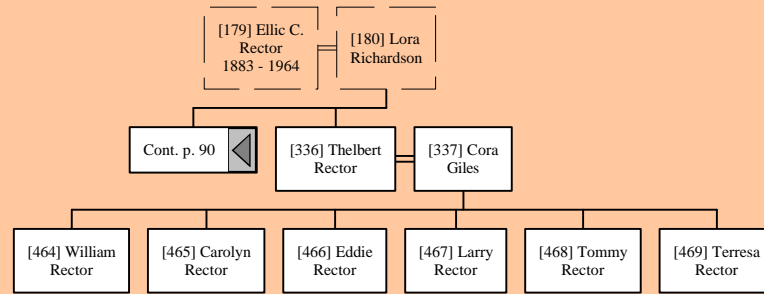 [179] Ellic C.
Rector
1883 - 1964
[180] Lora
Richardson
Cont. p. 90
[336] Thelbert
Rector
[337] Cora
Giles
[464] William
Rector
[465] Carolyn
Rector
[466] Eddie
Rector
[467] Larry
Rector
[468] Tommy
Rector
[469] Terresa
Rector